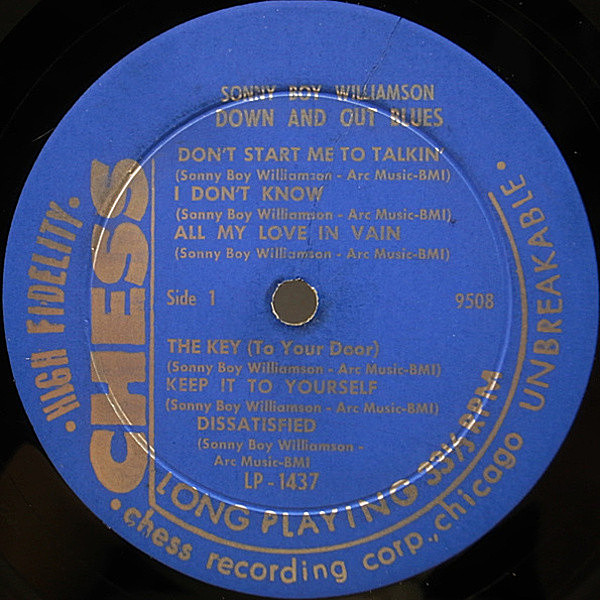 SONNY BOY WILLIAMSON
DOWN AND OUT BLUES
DON'T START ME TO TALKIN'
(Sonny Boy Williamson - Arc Music-BMI)
I DON'T KNOW
(Sonny Boy Williamson - Arc Music-BMI)
ALL MY LOVE IN VAIN
(Sonny Boy Williamson - Arc Music-BMI)
Side 1
9508
THE KEY (To Your Door)
(Sonny Boy Williamson - Arc Music-BMI)
KEEP IT TO YOURSELF
(Sonny Boy Williamson - Arc Music-BMI)
DISSATISFIED
(Sonny Boy Williamson -
Arc Music-BMI
LP - 1437
CHESS
LONG PLAYING 33⅓ RPM
• HIGH FIDELITY •
• chess recording corp., chicago UNBREAKABLE •